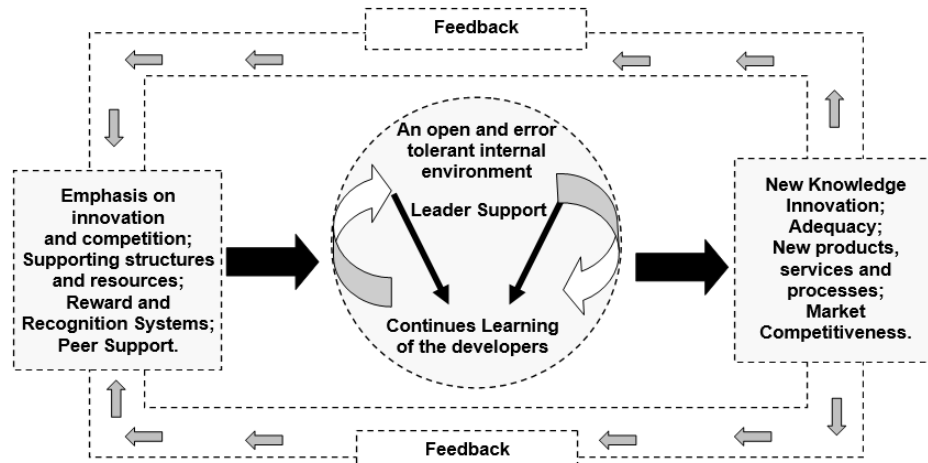 Feedback
Emphasis on
innovation
and competition;
Supporting structures
and resources;
Reward and
Recognition Systems;
Peer Support.
An open and error
tolerant internal
environment
Leader Support
Continues Learning
of the developers
New Knowledge
Innovation;
Adequacy;
New products,
services and
processes;
Market
Competitiveness.
Feedback